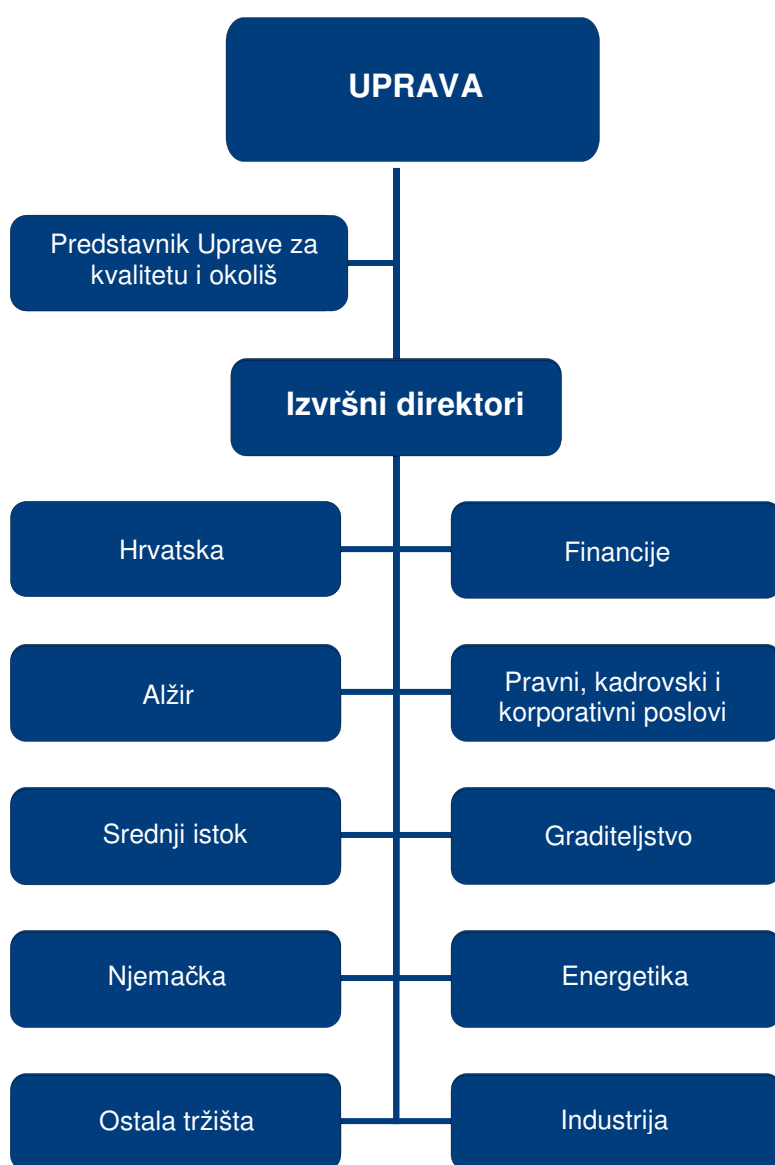 UPRAVA
Predstavnik Uprave za
kvalitetu i okoliš
Izvršni direktori
Hrvatska
Financije
Alžir
Pravni, kadrovski i
korporativni poslovi
Srednji istok
Graditeljstvo
Njemačka
Energetika
Ostala tržišta
Industrija